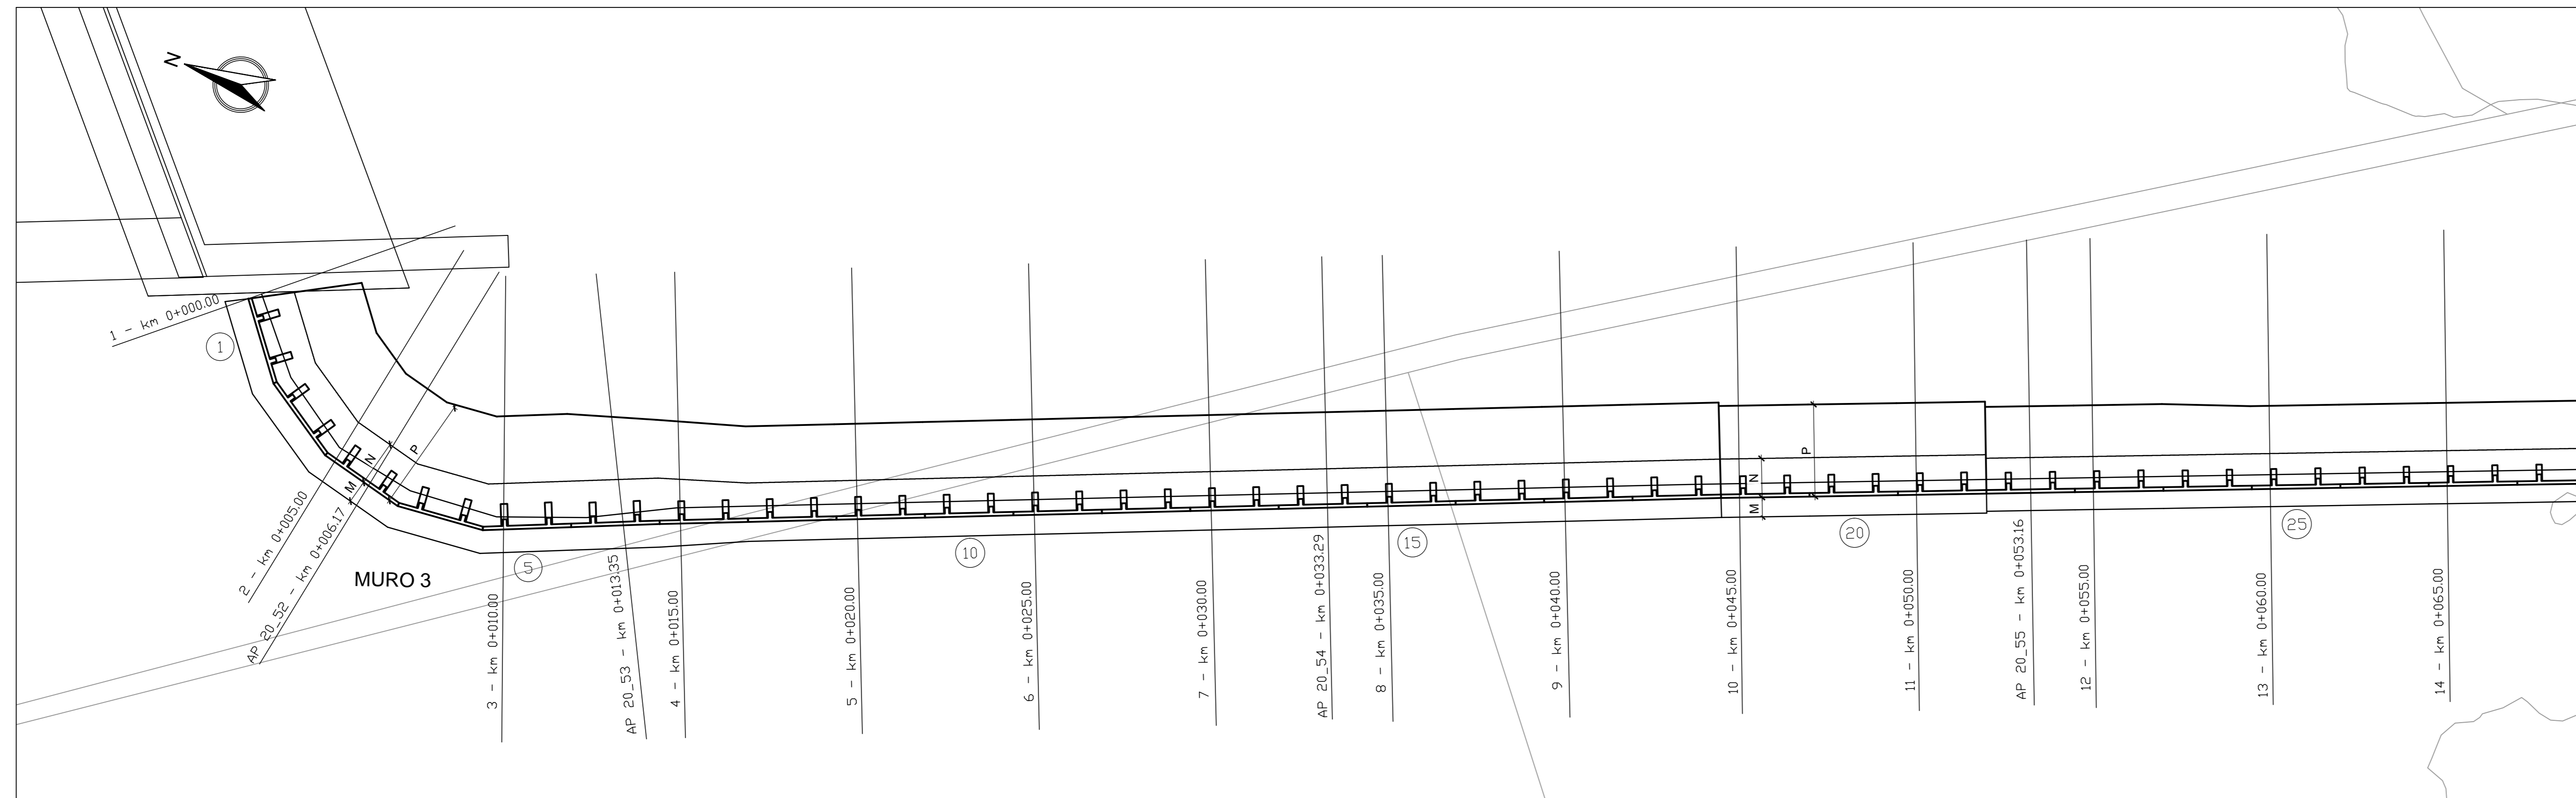 N
1 - km 0+000.00
1
2 - km 0+005.00
AP 20_52 - km 0+006.17
M
N
P
MURO 3
3 - km 0+010.00
5
AP 20_53 - km 0+013.35
4 - km 0+015.00
5 - km 0+020.00
10
6 - km 0+025.00
7 - km 0+030.00
AP 20_54 - km 0+033.29
8 - km 0+035.00
15
9 - km 0+040.00
10 - km 0+045.00
M
N
P
20
11 - km 0+050.00
AP 20_55 - km 0+053.16
12 - km 0+055.00
13 - km 0+060.00
25
14 - km 0+065.00